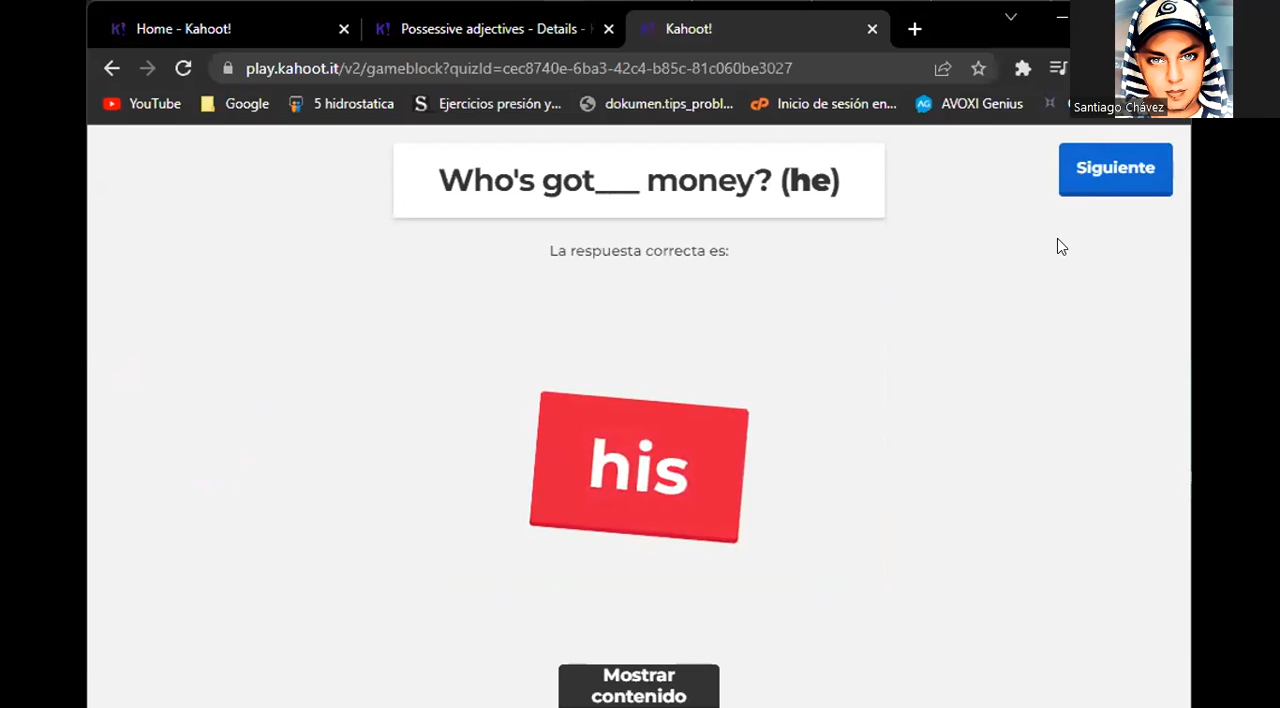 K! Home - Kahoot!
K! Possessive adjectives - Details -
K! Kahoot!
play.kahoot.it/v2/gameblock?quizId=cec8740e-6ba3-42c4-b85c-81c060be3027
YouTube
Google
5 hidrostatica
S Ejercicios presión y...
dokumen.tips_probl...
cP Inicio de sesión en...
AG AVOXI Genius
Santiago Chávez
Who's got___ money? (he)
Siguiente
La respuesta correcta es:
his
Mostrar
contenido